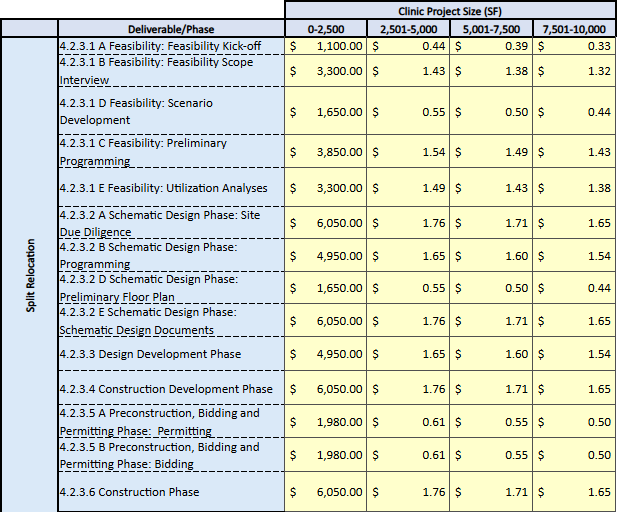 Clinic Project Size (SF)
Deliverable/Phase 0-2,500 2,501-5,000 5,001-7,500 7,501-10,000
Split Relocation
4.2.3.1 A Feasibility: Feasibility Kick-off $ 1,100.00 $ 0.44 $ 0.39 $ 0.33
4.2.3.1 B Feasibility: Feasibility Scope
Interview $ 3,300.00 $ 1.43 $ 1.38 $ 1.32
4.2.3.1 D Feasibility: Scenario
Development $ 1,650.00 $ 0.55 $ 0.50 $ 0.44
4.2.3.1 C Feasibility: Preliminary
Programming $ 3,850.00 $ 1.54 $ 1.49 $ 1.43
4.2.3.1 E Feasibility: Utilization Analyses $ 3,300.00 $ 1.49 $ 1.43 $ 1.38
4.2.3.2 A Schematic Design Phase: Site
Due Diligence $ 6,050.00 $ 1.76 $ 1.71 $ 1.65
4.2.3.2 B Schematic Design Phase:
Programming $ 4,950.00 $ 1.65 $ 1.60 $ 1.54
4.2.3.2 D Schematic Design Phase:
Preliminary Floor Plan $ 1,650.00 $ 0.55 $ 0.50 $ 0.44
4.2.3.2 E Schematic Design Phase:
Schematic Design Documents $ 6,050.00 $ 1.76 $ 1.71 $ 1.65
4.2.3.3 Design Development Phase $ 4,950.00 $ 1.65 $ 1.60 $ 1.54
4.2.3.4 Construction Development Phase $ 6,050.00 $ 1.76 $ 1.71 $ 1.65
4.2.3.5 A Preconstruction, Bidding and
Permitting Phase: Permitting $ 1,980.00 $ 0.61 $ 0.55 $ 0.50
4.2.3.5 B Preconstruction, Bidding and
Permitting Phase: Bidding $ 1,980.00 $ 0.61 $ 0.55 $ 0.50
4.2.3.6 Construction Phase $ 6,050.00 $ 1.76 $ 1.71 $ 1.65